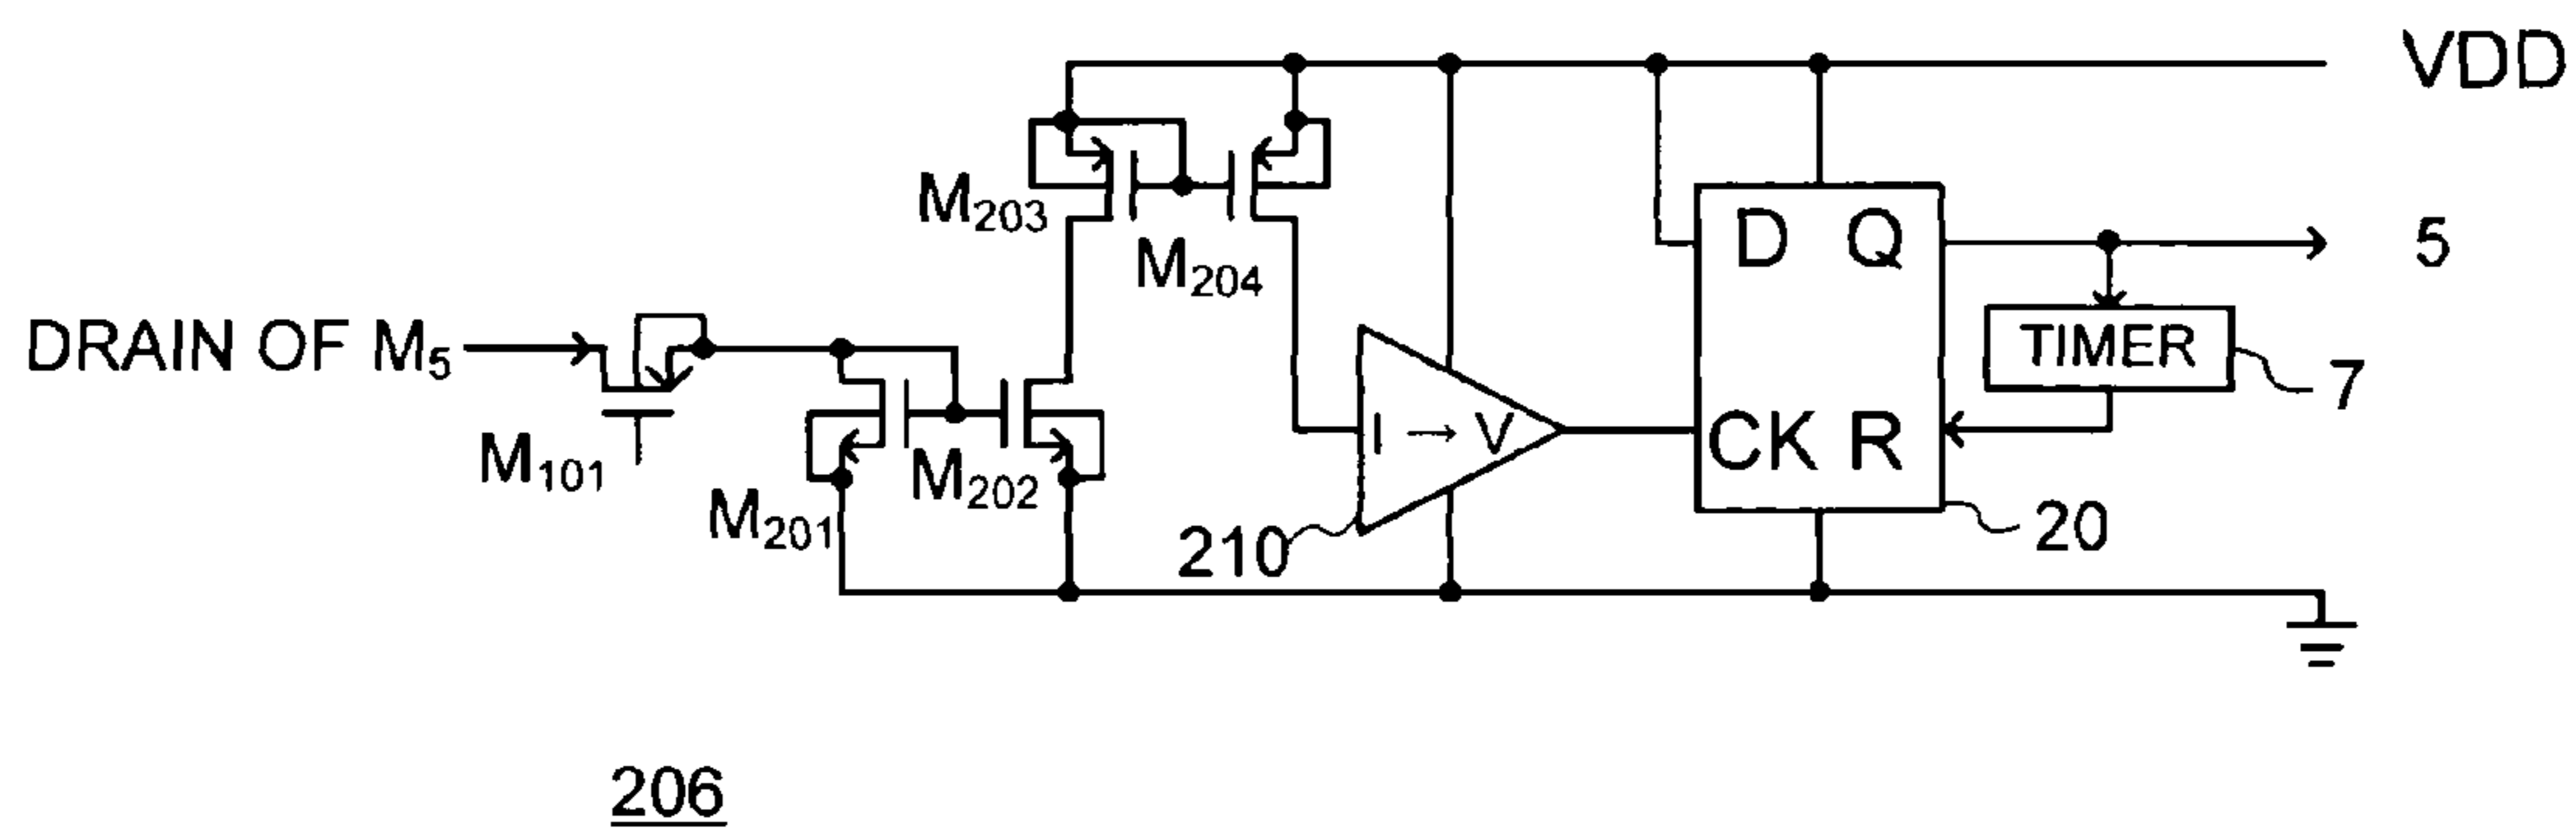 VDD
M203
M204
D Q
5
DRAIN OF M5
TIMER
7
M101
M201
M202
I → V
CK R
210
20
206